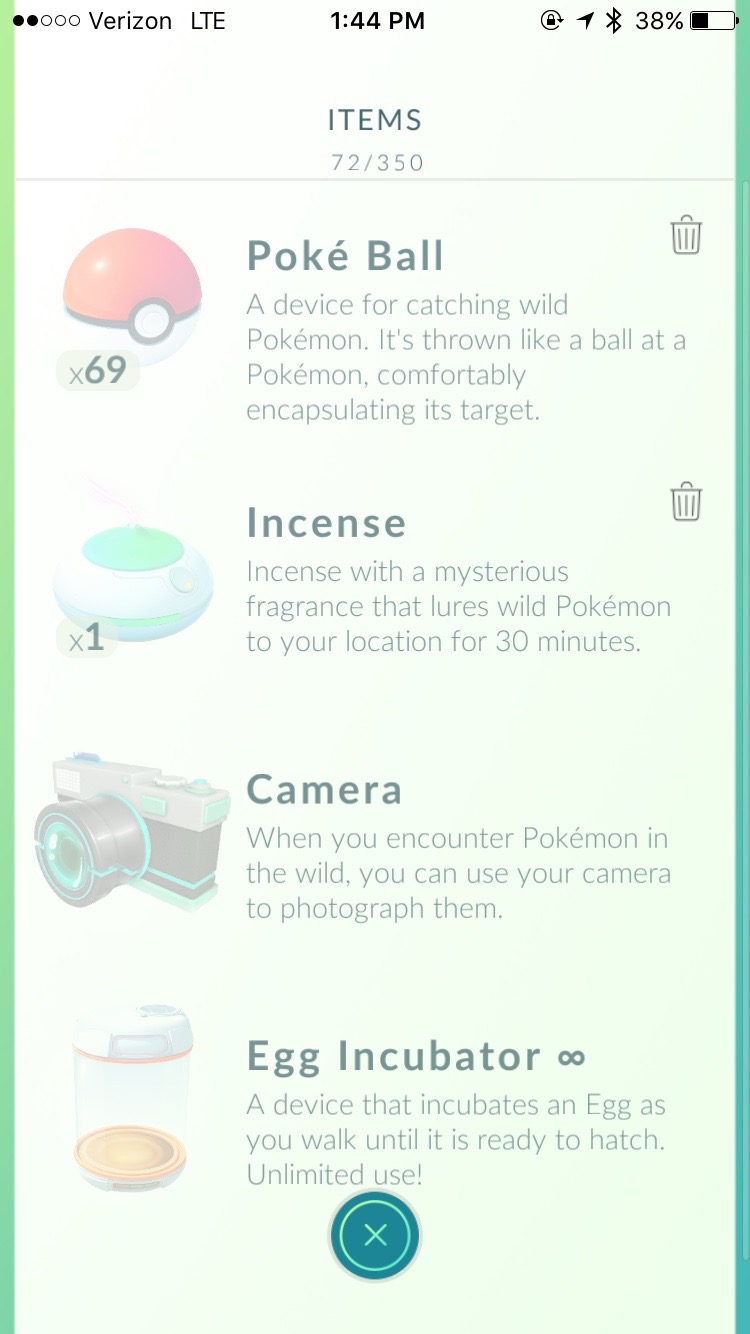 Verizon LTE 1:44 PM 38%
ITEMS
72/350
Poké Ball
A device for catching wild
Pokémon. It's thrown like a ball at a
Pokémon, comfortably
encapsulating its target.
x69
Incense
Incense with a mysterious
fragrance that lures wild Pokémon
to your location for 30 minutes.
x1
Camera
When you encounter Pokémon in
the wild, you can use your camera
to photograph them.
Egg Incubator ∞
A device that incubates an Egg as
you walk until it is ready to hatch.
Unlimited use!